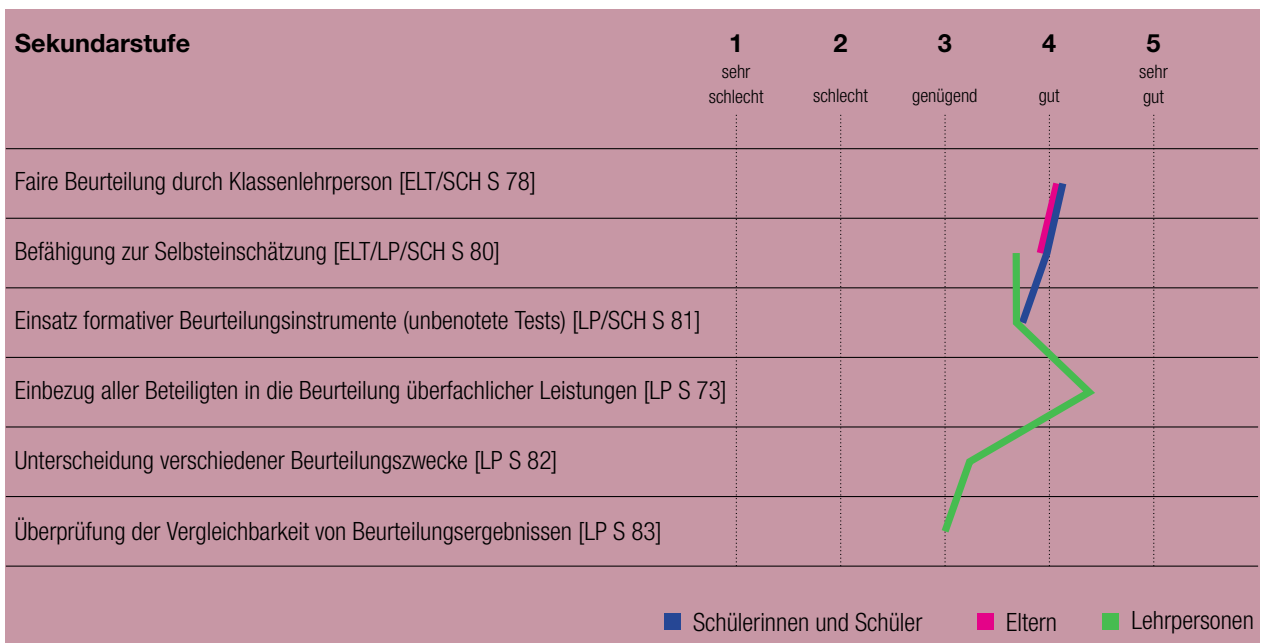 Sekundarstufe
1 2 3 4 5
sehr schlecht schlecht genügend gut sehr gut
Faire Beurteilung durch Klassenlehrperson [ELT/SCH S 78]
Befähigung zur Selbsteinschätzung [ELT/LP/SCH S 80]
Einsatz formativer Beurteilungsinstrumente (unbenotete Tests) [LP/SCH S 81]
Einbezug aller Beteiligten in die Beurteilung überfachlicher Leistungen [LP S 73]
Unterscheidung verschiedener Beurteilungszwecke [LP S 82]
Überprüfung der Vergleichbarkeit von Beurteilungsergebnissen [LP S 83]
Schülerinnen und Schüler Eltern Lehrpersonen